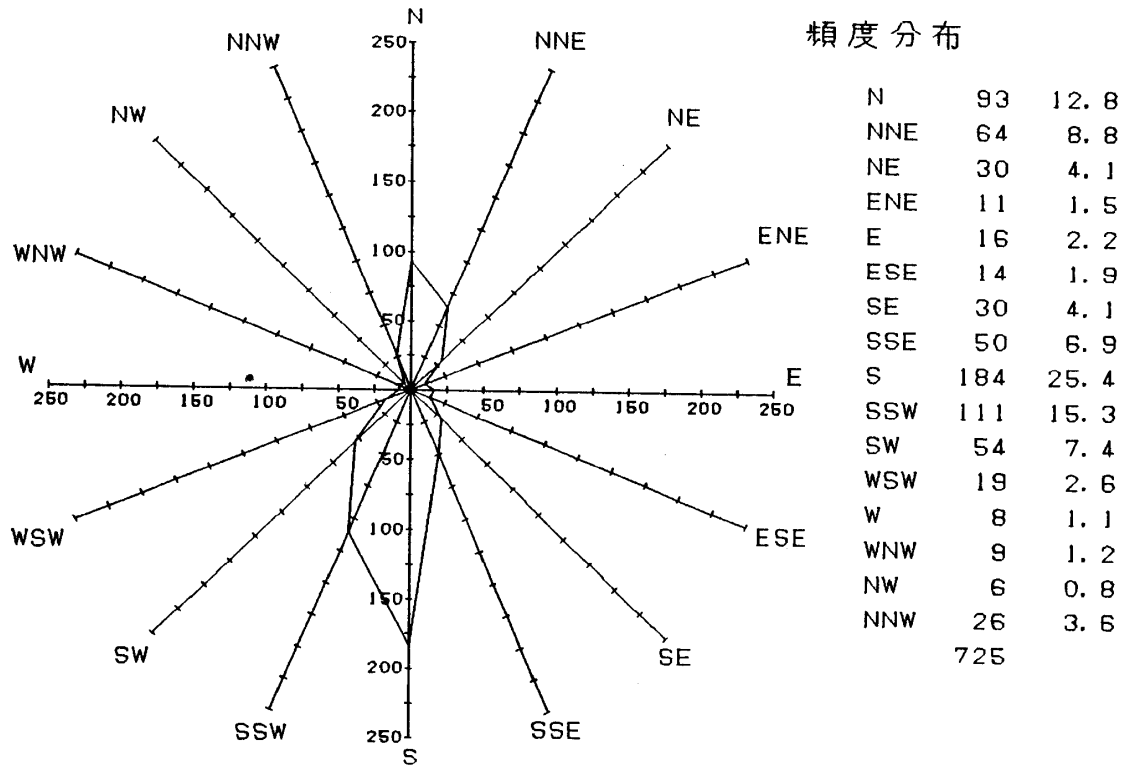 N
NNW
NNE
NW
NE
WNW
ENE
W
E
WSW
ESE
SW
SE
SSW
SSE
S
250
200
150
100
50
250 200 150 100 50
50 100 150 200 250
50
100
150
200
250
頻度分布
N 93 12.8
NNE 64 8.8
NE 30 4.1
ENE 11 1.5
E 16 2.2
ESE 14 1.9
SE 30 4.1
SSE 50 6.9
S 184 25.4
SSW 111 15.3
SW 54 7.4
WSW 19 2.6
W 8 1.1
WNW 9 1.2
NW 6 0.8
NNW 26 3.6
725